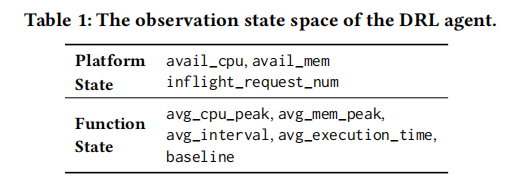 Table 1: The observation state space of the DRL agent.
Platform State
avail_cpu, avail_mem
inflight_request_num
Function State
avg_cpu_peak, avg_mem_peak,
avg_interval, avg_execution_time,
baseline